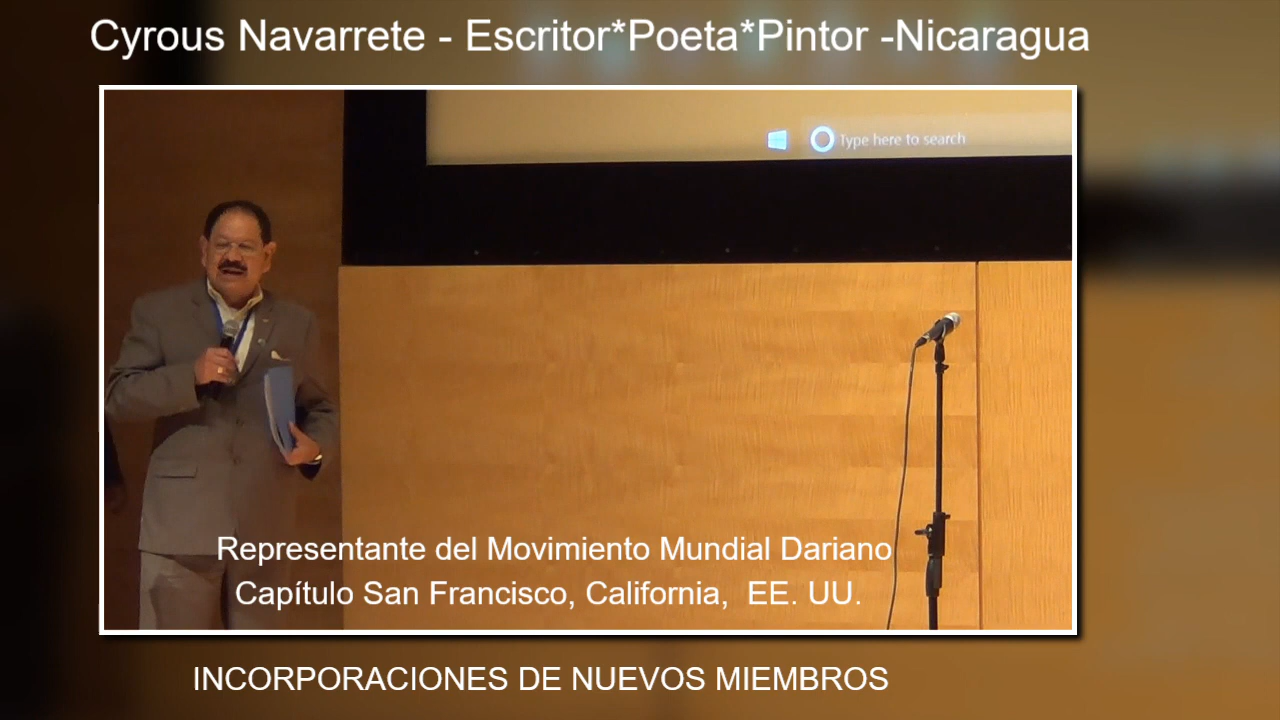 Cyrous Navarrete - Escritor*Poeta*Pintor -Nicaragua
Type here to search
Representante del Movimiento Mundial Dariano
Capítulo San Francisco, California, EE. UU.
INCORPORACIONES DE NUEVOS MIEMBROS